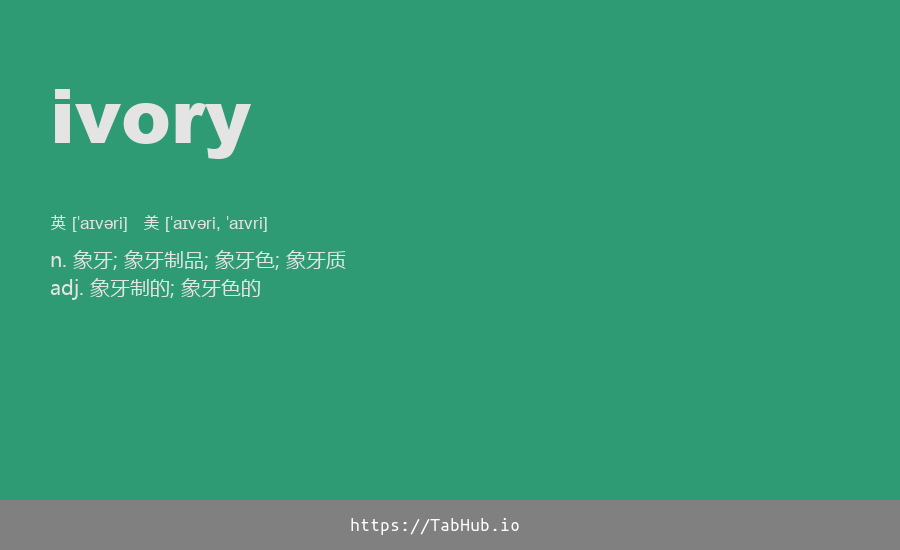 ivory
英 [ˈaɪvəri] 美 [ˈaɪvəri, ˈaɪvri]
n. 象牙; 象牙制品; 象牙色; 象牙质
adj. 象牙制的; 象牙色的
https://TabHub.io